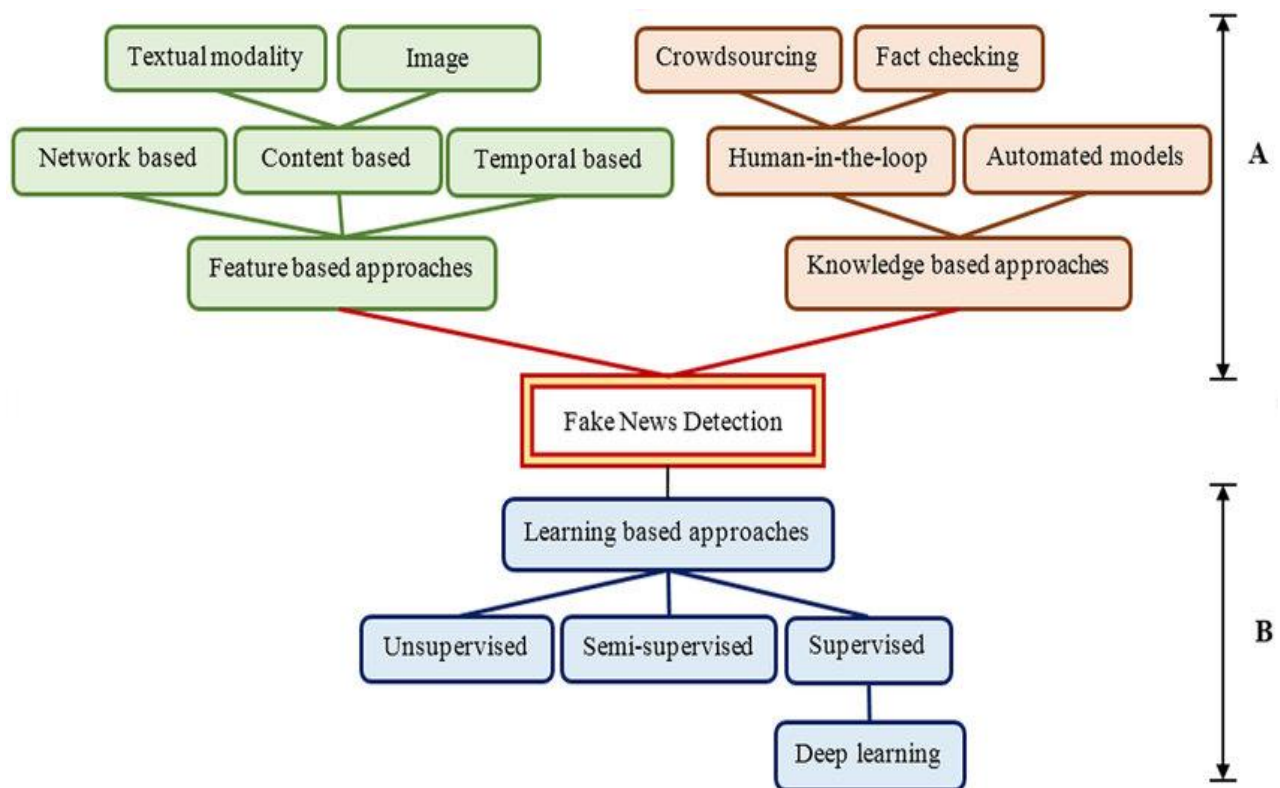 Textual modality
Image
Crowdsourcing
Fact checking
Network based
Content based
Temporal based
Human-in-the-loop
Automated models
A
Feature based approaches
Knowledge based approaches
Fake News Detection
Learning based approaches
Unsupervised
Semi-supervised
Supervised
B
Deep learning